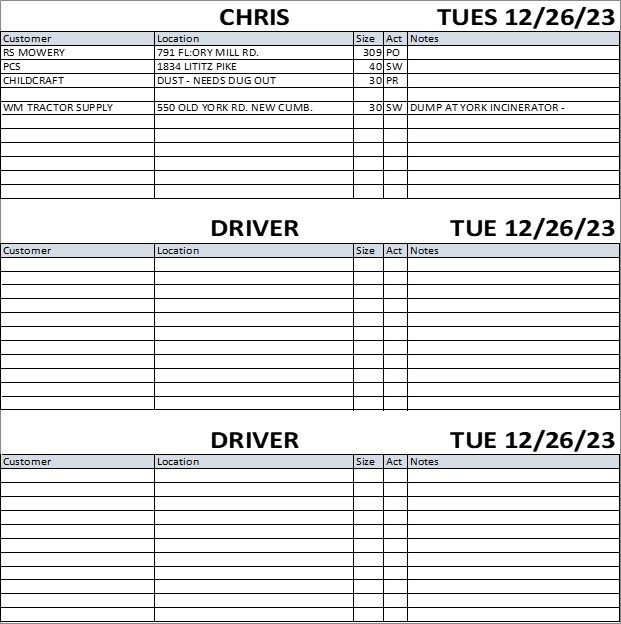 CHRIS TUES 12/26/23
Customer Location Size Act Notes
RS MOWERY 791 FL:ORY MILL RD. 309 PO
PCS 1834 LITITZ PIKE 40 SW
CHILDCRAFT DUST - NEEDS DUG OUT 30 PR
WM TRACTOR SUPPLY 550 OLD YORK RD. NEW CUMB. 30 SW DUMP AT YORK INCINERATOR -
DRIVER TUE 12/26/23
Customer Location Size Act Notes
DRIVER TUE 12/26/23
Customer Location Size Act Notes